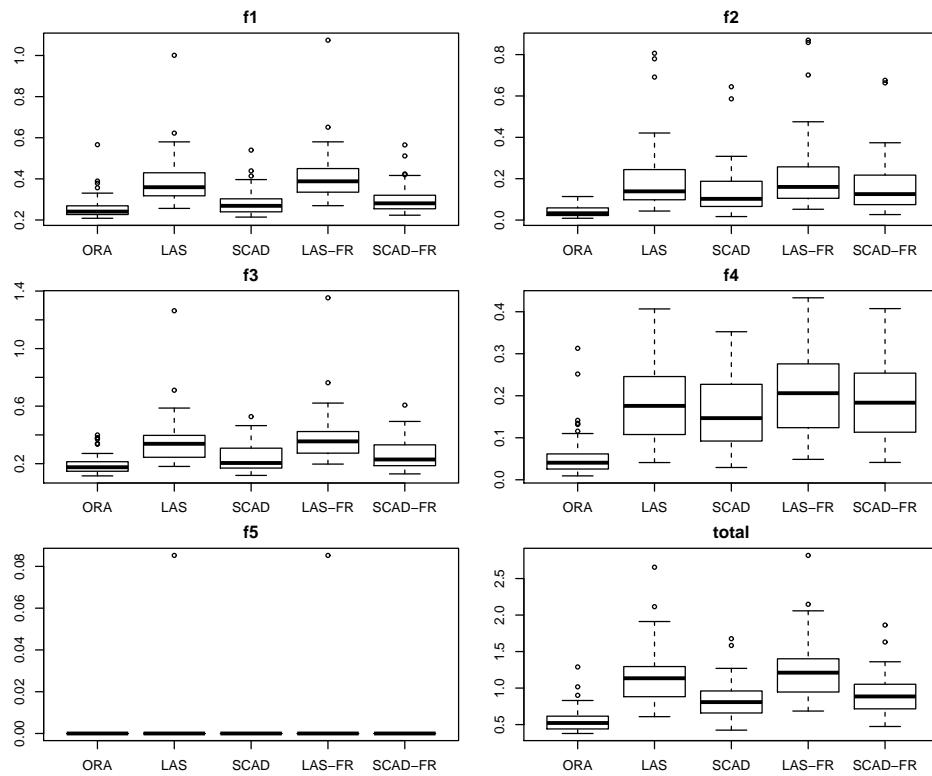 f1
1.0
0.8
0.6
0.4
0.2
ORA LAS SCAD LAS-FR SCAD-FR
f2
0.8
0.6
0.4
0.2
0.0
ORA LAS SCAD LAS-FR SCAD-FR
f3
1.4
1.0
0.6
0.2
ORA LAS SCAD LAS-FR SCAD-FR
f4
0.4
0.3
0.2
0.1
0.0
ORA LAS SCAD LAS-FR SCAD-FR
f5
0.08
0.06
0.04
0.02
0.00
ORA LAS SCAD LAS-FR SCAD-FR
total
2.5
2.0
1.5
1.0
0.5
ORA LAS SCAD LAS-FR SCAD-FR